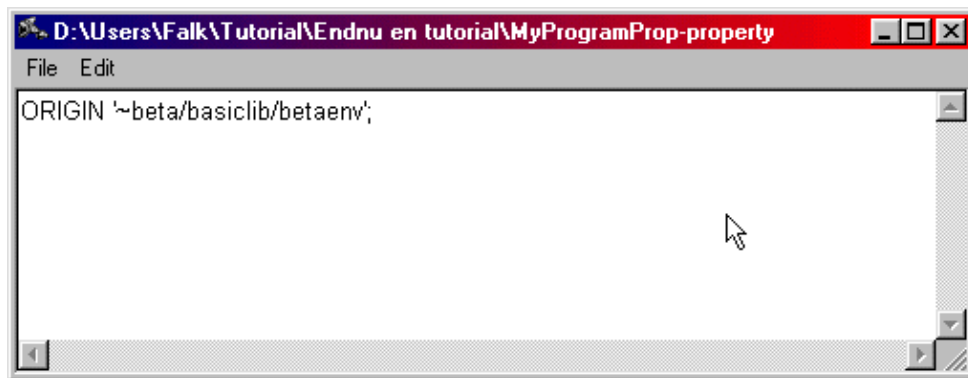 D:\Users\Falk\Tutorial\Endnu en tutorial\MyProgramProp-property
File Edit
ORIGIN '~beta/basiclib/betaenv';